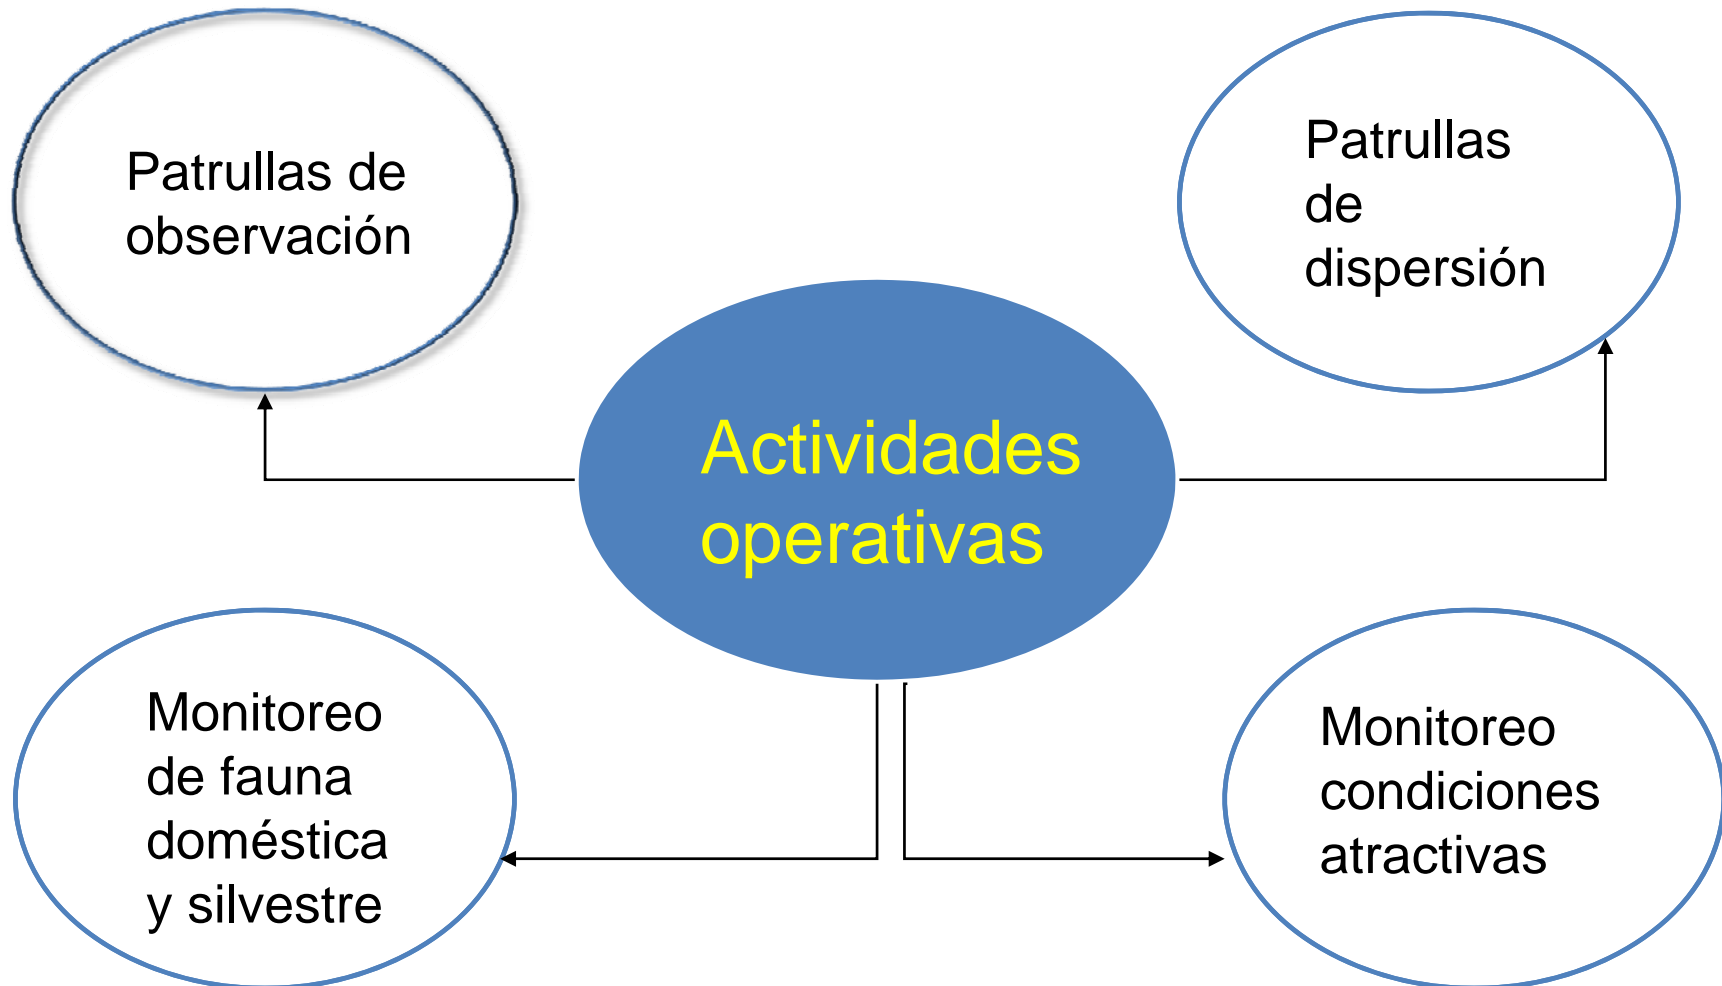 Patrullas de
observación
Patrullas
de
dispersión
Actividades
operativas
Monitoreo
de fauna
doméstica
y silvestre
Monitoreo
condiciones
atractivas